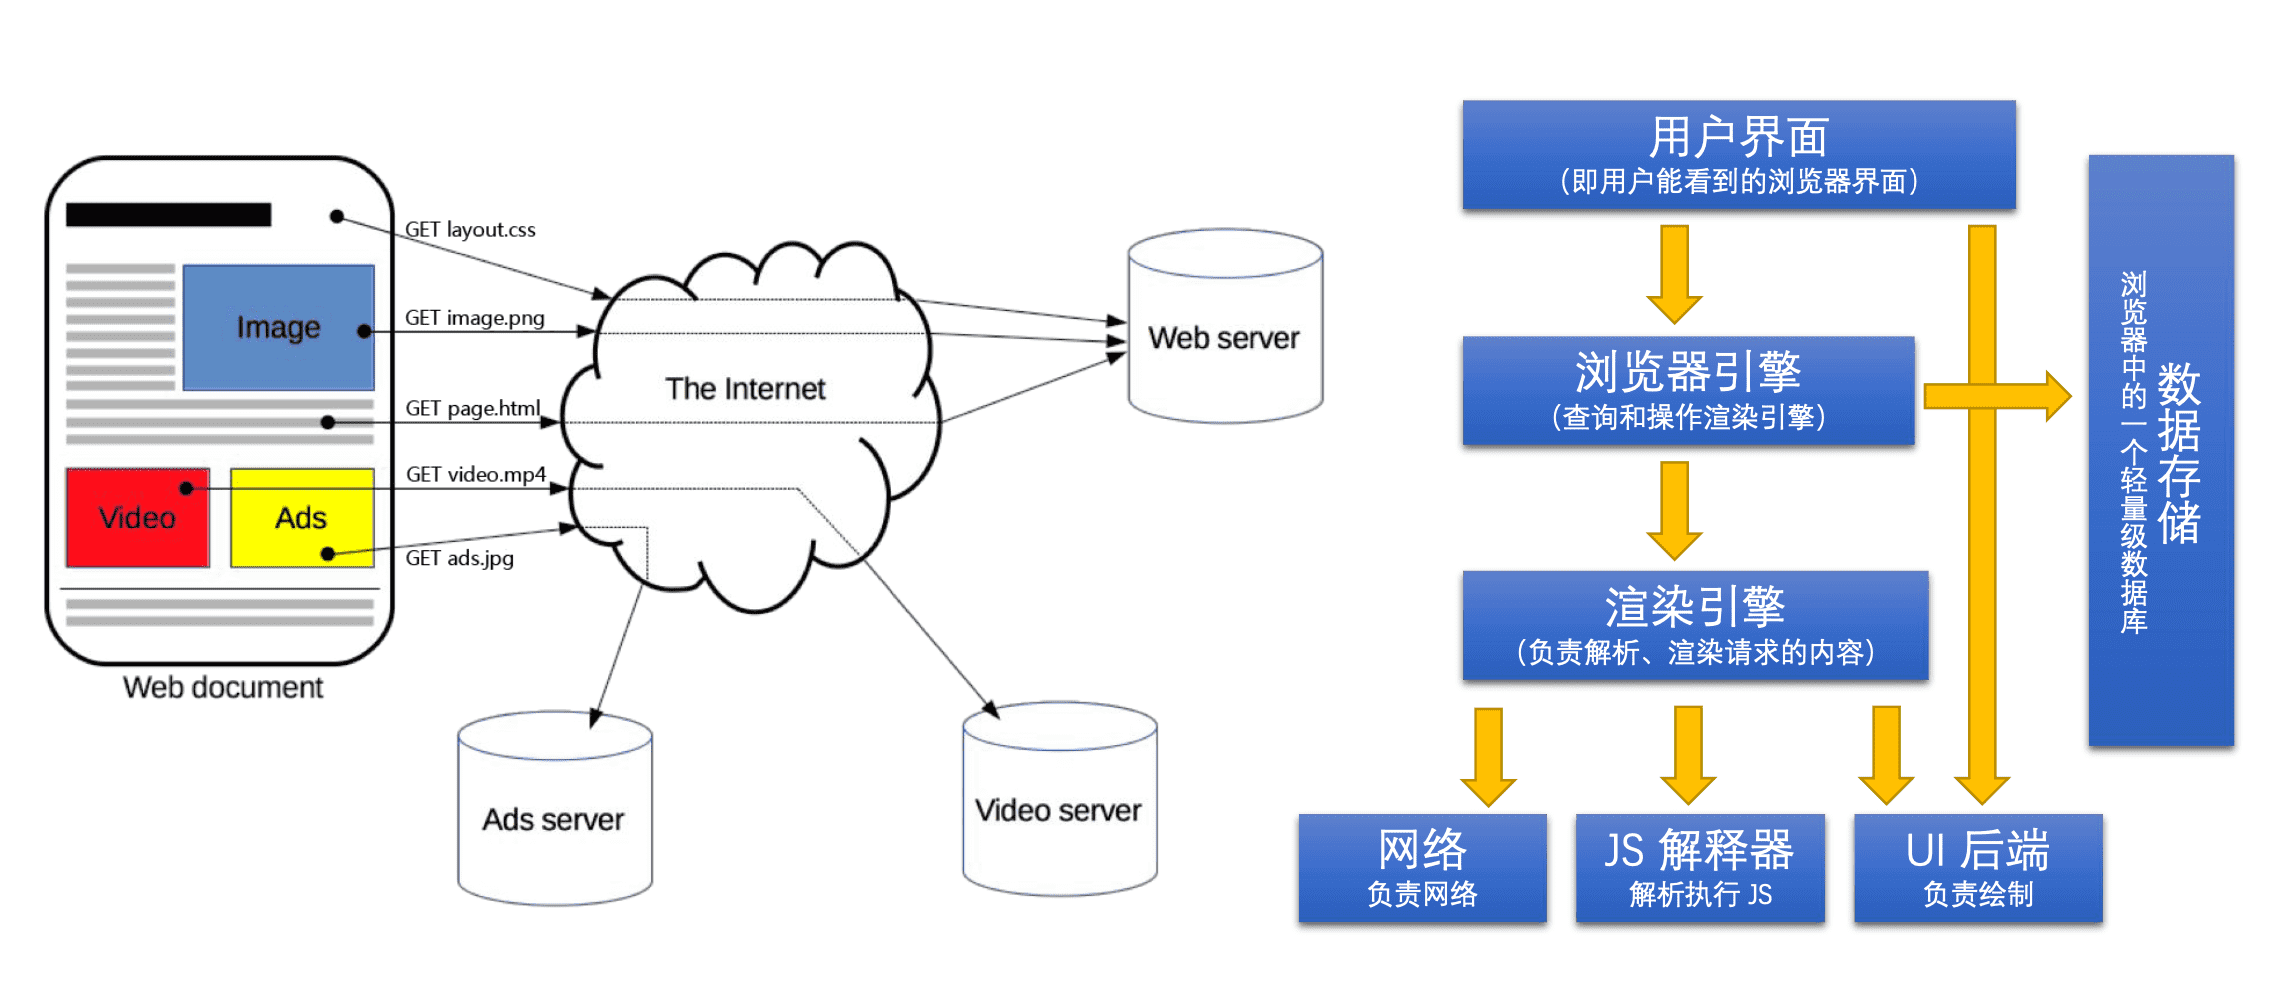 GET layout.css
Image
GET image.png
The Internet
Web server
GET page.html
GET video.mp4
Video
Ads
GET ads.jpg
Web document
Ads server
Video server
用户界面
（即用户能看到的浏览器界面）
浏览器引擎
（查询和操作渲染引擎）
渲染引擎
（负责解析、渲染请求的内容）
网络
负责网络
JS 解释器
解析执行 JS
UI 后端
负责绘制
数据存储
浏览器中的一个轻量级数据库